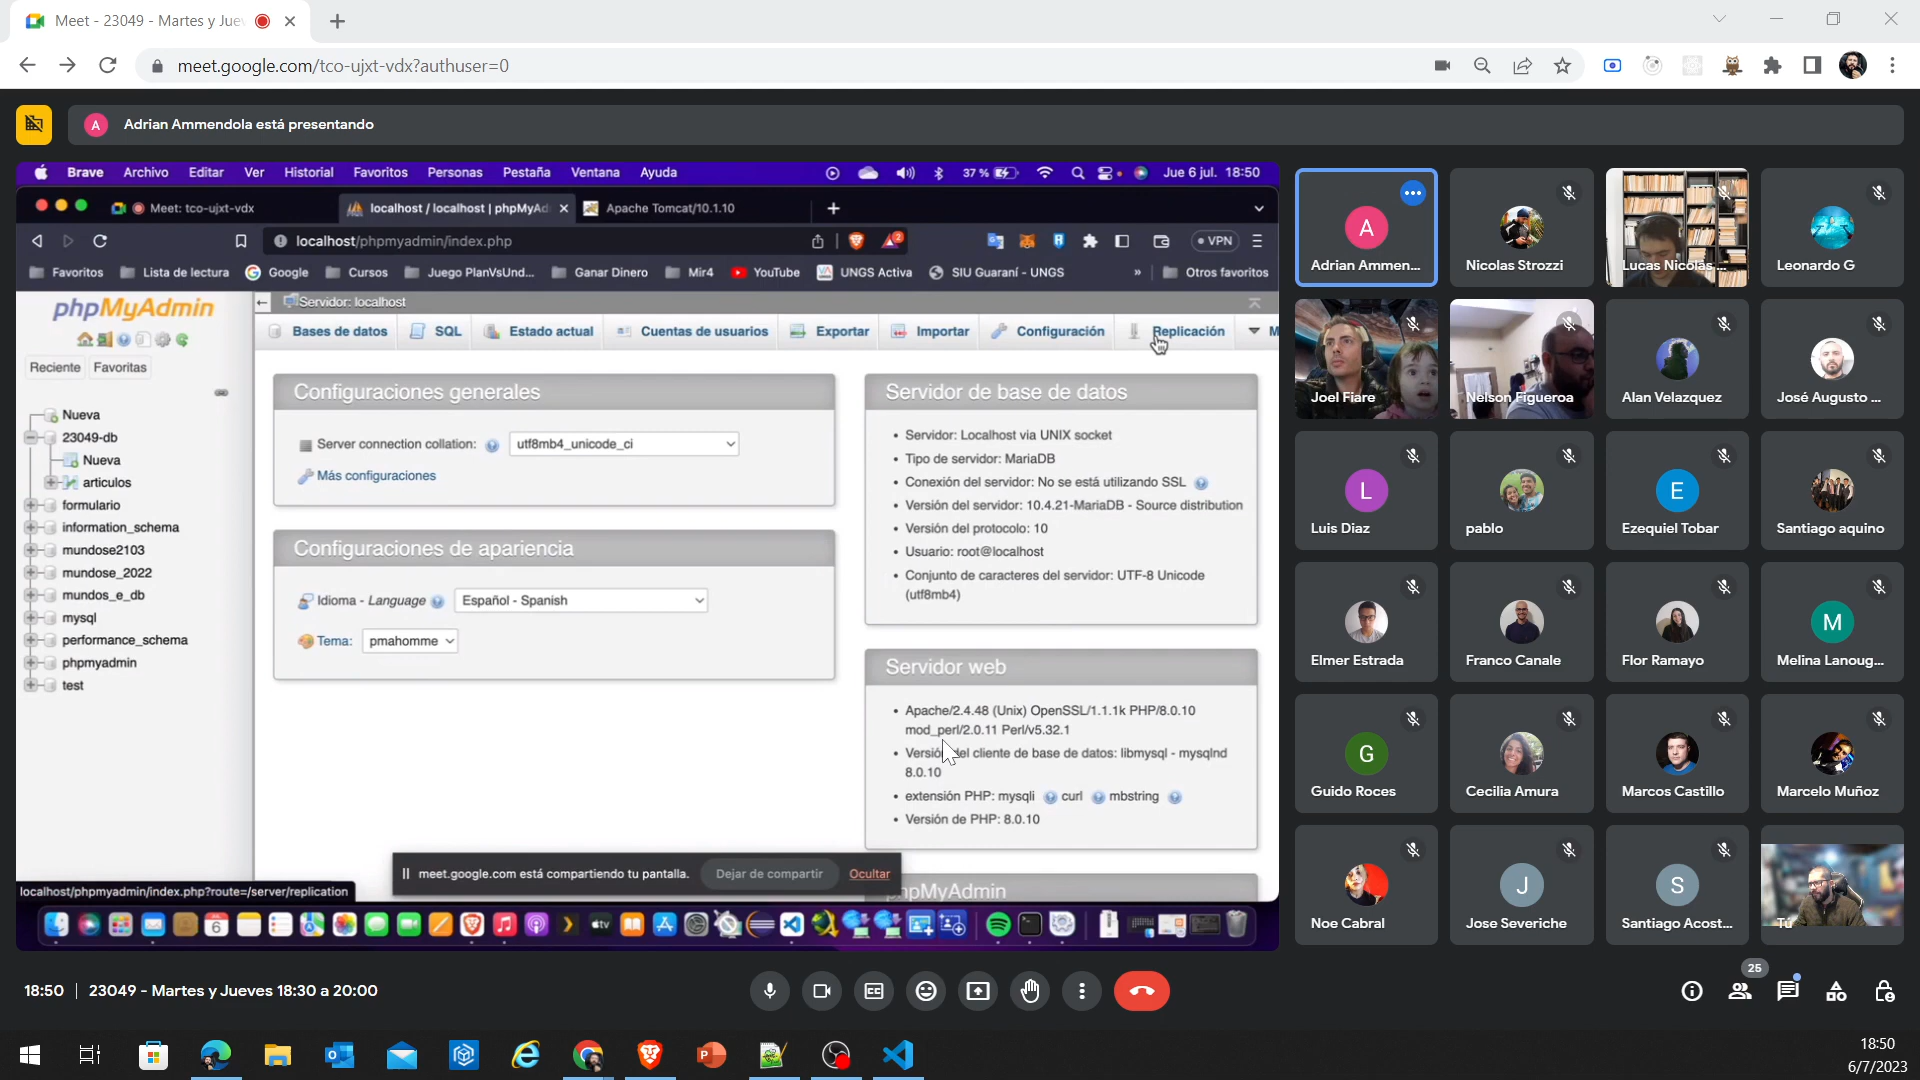 Meet - 23049 - Martes y Juev
meet.google.com/tco-ujxt-vdx?authuser=0
A
Adrian Ammendola está presentando
Brave
Archivo
Editar
Ver
Historial
Favoritos
Personas
Pestaña
Ventana
Ayuda
37 %
Jue 6 jul. 18:50
Meet: tco-ujxt-vdx
localhost / localhost | phpMyAd
Apache Tomcat/10.1.10
localhost/phpmyadmin/index.php
2
VPN
Favoritos
Lista de lectura
Google
Cursos
Juego PlanVsUnd...
Ganar Dinero
Mir4
YouTube
UNGS Activa
SIU Guaraní - UNGS
»
Otros favoritos
phpMyAdmin
Reciente
Favoritas
Nueva
23049-db
Nueva
articulos
formulario
information_schema
mundose2103
mundose_2022
mundos_e_db
mysql
performance_schema
phpmyadmin
test
Servidor: localhost
Bases de datos
SQL
Estado actual
Cuentas de usuarios
Exportar
Importar
Configuración
Replicación
M
Configuraciones generales
Server connection collation:
utf8mb4_unicode_ci
Más configuraciones
Configuraciones de apariencia
Idioma - Language
Español - Spanish
Tema:
pmahomme
Servidor de base de datos
• Servidor: Localhost via UNIX socket
• Tipo de servidor: MariaDB
• Conexión del servidor: No se está utilizando SSL
• Versión del servidor: 10.4.21-MariaDB - Source distribution
• Versión del protocolo: 10
• Usuario: root@localhost
• Conjunto de caracteres del servidor: UTF-8 Unicode
(utf8mb4)
Servidor web
• Apache/2.4.48 (Unix) OpenSSL/1.1.1k PHP/8.0.10
mod_perl/2.0.11 Perl/v5.32.1
• Versión del cliente de base de datos: libmysql - mysqlnd
8.0.10
• extensión PHP: mysqli
curl
mbstring
• Versión de PHP: 8.0.10
phpMyAdmin
meet.google.com está compartiendo tu pantalla.
Dejar de compartir
Ocultar
localhost/phpmyadmin/index.php?route=/server/replication
6
tv
A
Adrian Ammen...
Nicolas Strozzi
Lucas Nicolás ...
Leonardo G
Joel Fiare
Nelson Figueroa
Alan Velazquez
José Augusto ...
L
Luis Diaz
pablo
E
Ezequiel Tobar
Santiago aquino
Elmer Estrada
Franco Canale
Flor Ramayo
M
Melina Lanoug...
G
Guido Roces
Cecilia Amura
Marcos Castillo
Marcelo Muñoz
Noe Cabral
J
Jose Severiche
S
Santiago Acost...
Tú
18:50 | 23049 - Martes y Jueves 18:30 a 20:00
25
18:50
6/7/2023